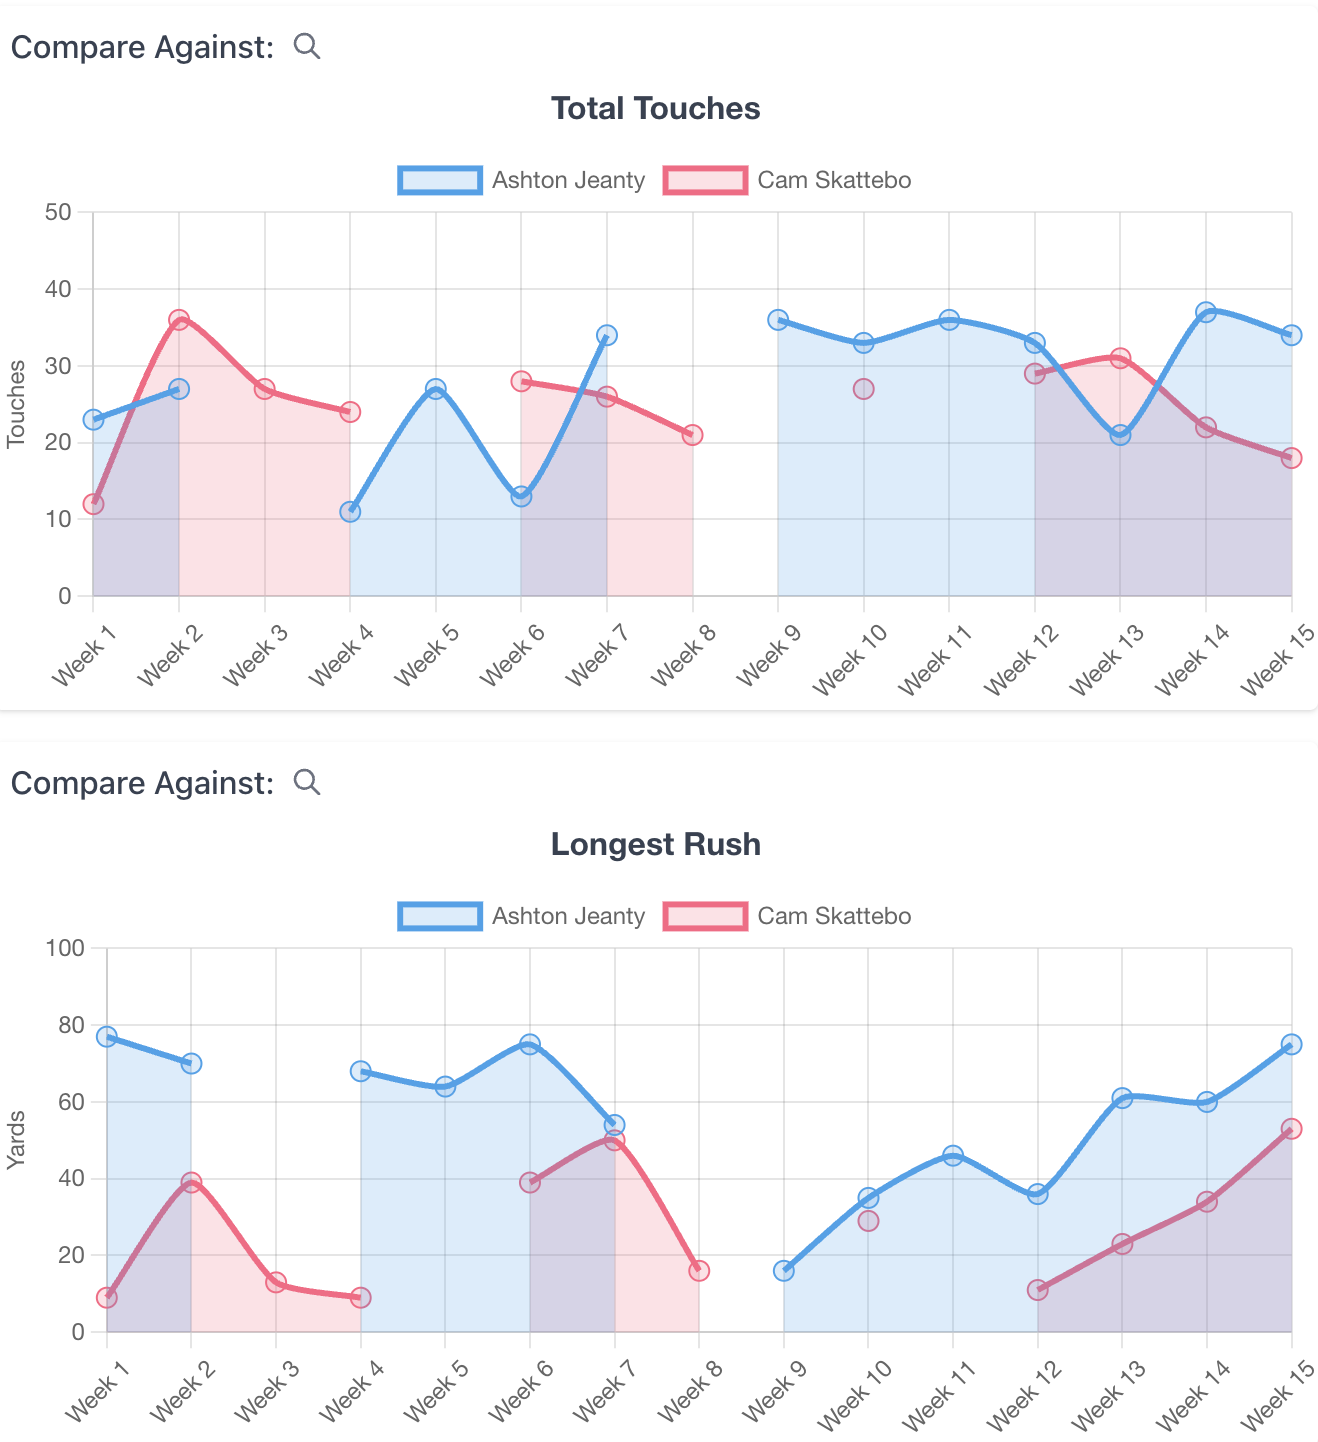 Compare Against:
Total Touches
Ashton Jeanty Cam Skattebo
50
40
30
20
10
0
Touches
Week 1 Week 2 Week 3 Week 4 Week 5 Week 6 Week 7 Week 8 Week 9 Week 10 Week 11 Week 12 Week 13 Week 14 Week 15
Compare Against:
Longest Rush
Ashton Jeanty Cam Skattebo
100
80
60
40
20
0
Yards
Week 1 Week 2 Week 3 Week 4 Week 5 Week 6 Week 7 Week 8 Week 9 Week 10 Week 11 Week 12 Week 13 Week 14 Week 15